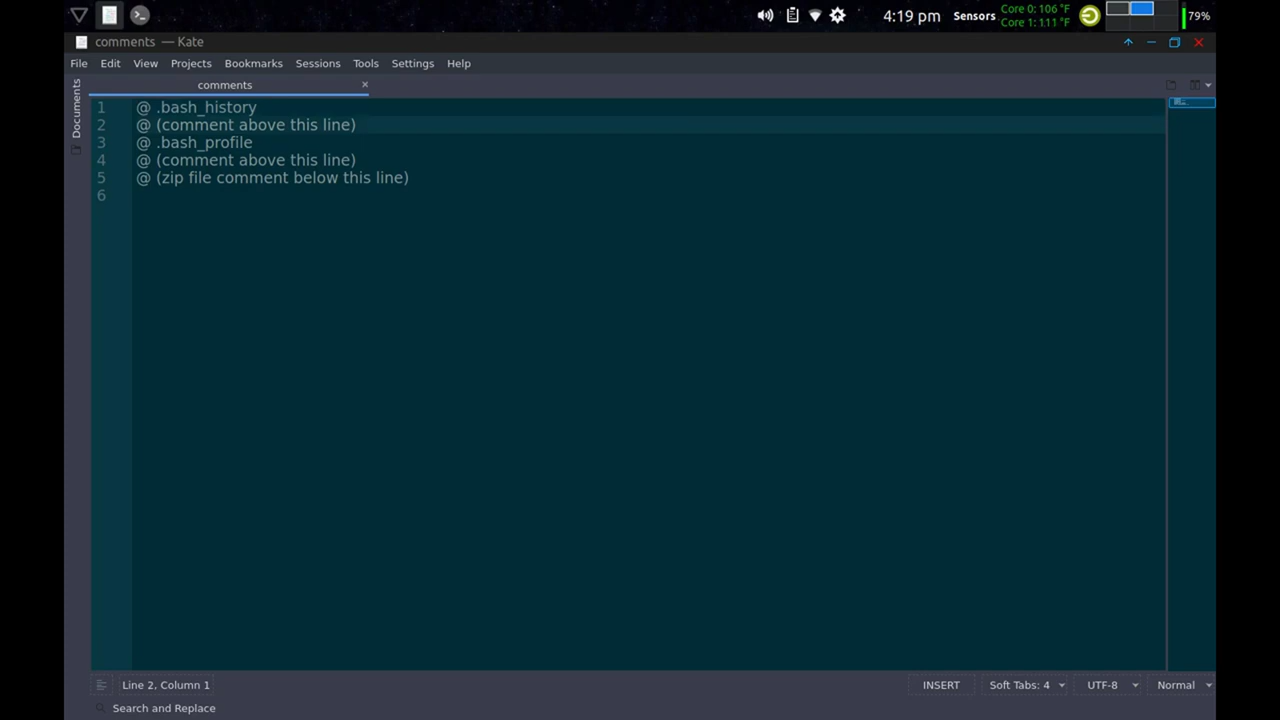 4:19 pm
Sensors
Core 0: 106 °F
Core 1: 111 °F
79%
comments — Kate
File Edit View Projects Bookmarks Sessions Tools Settings Help
comments
Documents
1 @ .bash_history
2 @ (comment above this line)
3 @ .bash_profile
4 @ (comment above this line)
5 @ (zip file comment below this line)
6
Line 2, Column 1 INSERT Soft Tabs: 4 UTF-8 Normal
Search and Replace